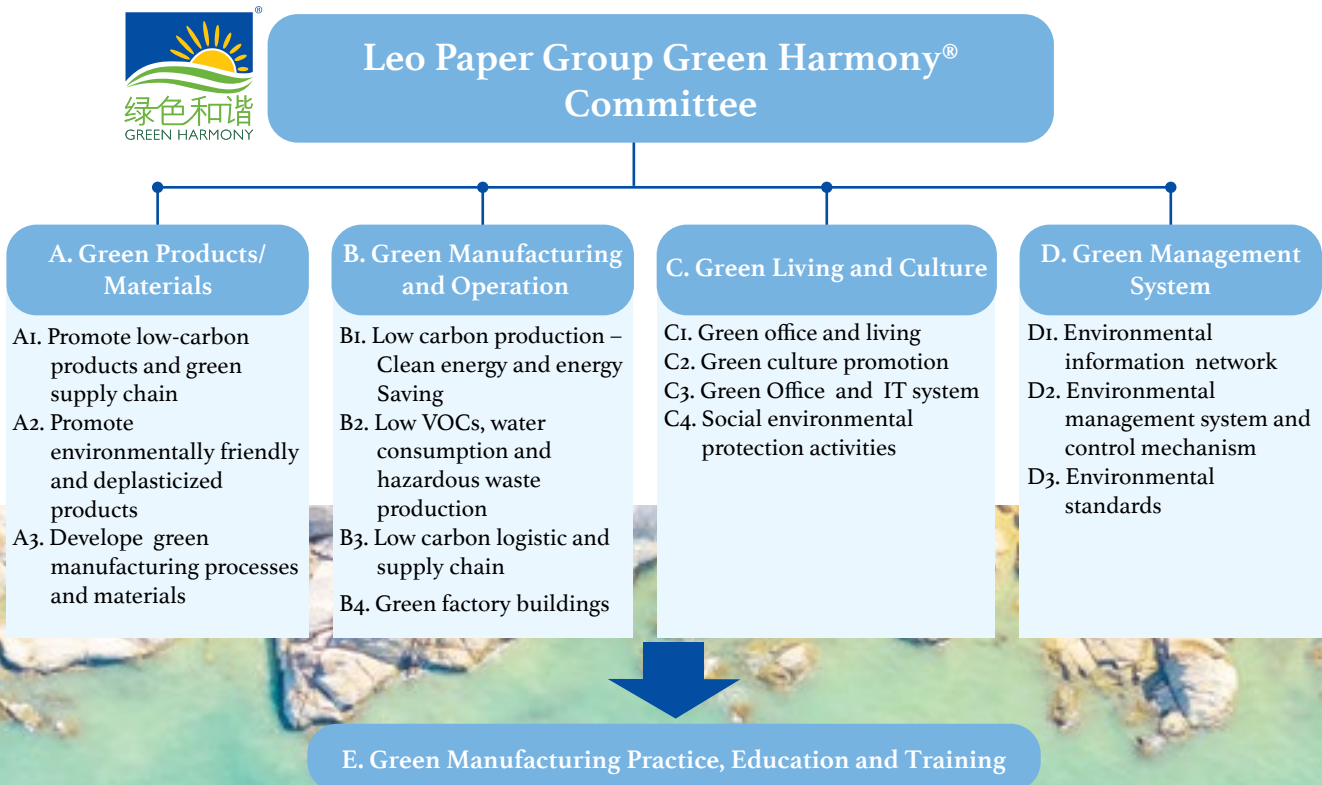 ®
绿色和谐
GREEN HARMONY
Leo Paper Group Green Harmony®
Committee
A. Green Products/
Materials
A1. Promote low-carbon
products and green
supply chain
A2. Promote
environmentally friendly
and deplasticized
products
A3. Develope green
manufacturing processes
and materials
B. Green Manufacturing
and Operation
B1. Low carbon production –
Clean energy and energy
Saving
B2. Low VOCs, water
consumption and
hazardous waste
production
B3. Low carbon logistic and
supply chain
B4. Green factory buildings
C. Green Living and Culture
C1. Green office and living
C2. Green culture promotion
C3. Green Office and IT system
C4. Social environmental
protection activities
D. Green Management
System
D1. Environmental
information network
D2. Environmental
management system and
control mechanism
D3. Environmental
standards
E. Green Manufacturing Practice, Education and Training